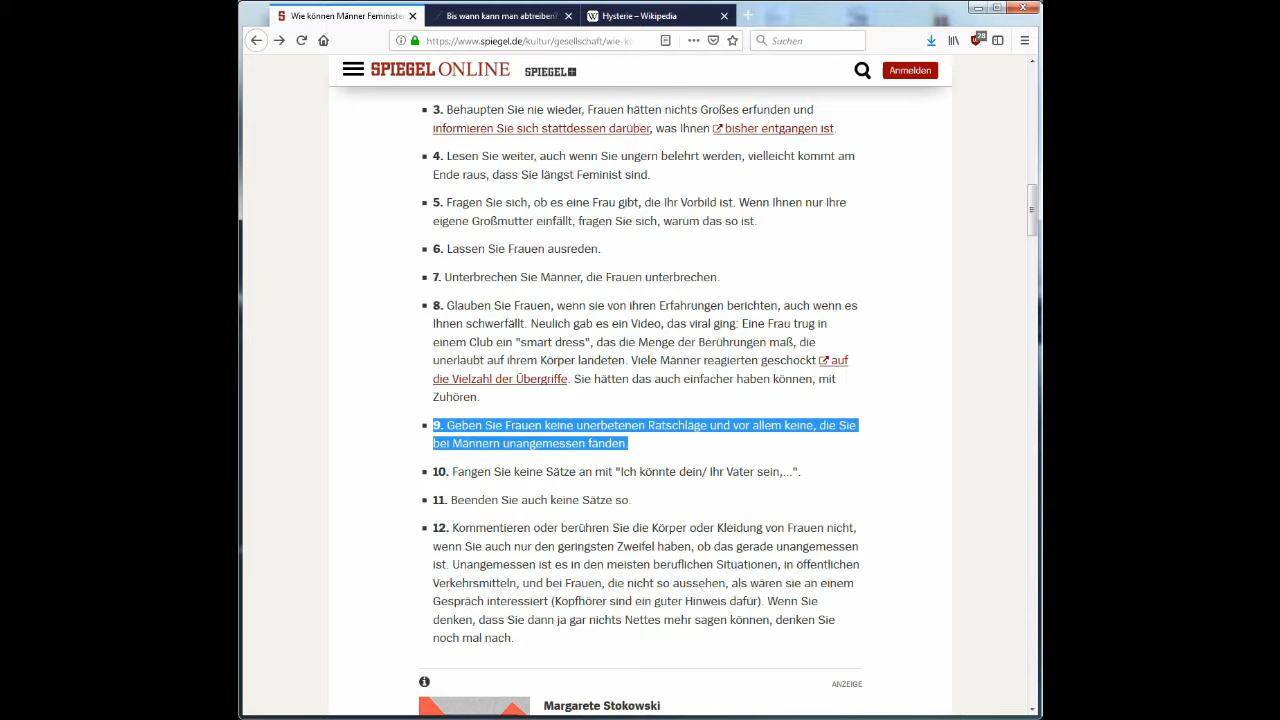 Wie können Männer Feministe
Bis wann kann man abtreiben?
Hysterie – Wikipedia
https://www.spiegel.de/kultur/gesellschaft/wie-ko
Suchen
28
SPIEGEL ONLINE
SPIEGEL+
Anmelden
3. Behaupten Sie nie wieder, Frauen hätten nichts Großes erfunden und
informieren Sie sich stattdessen darüber, was Ihnen bisher entgangen ist.
4. Lesen Sie weiter, auch wenn Sie ungern belehrt werden, vielleicht kommt am
Ende raus, dass Sie längst Feminist sind.
5. Fragen Sie sich, ob es eine Frau gibt, die Ihr Vorbild ist. Wenn Ihnen nur Ihre
eigene Großmutter einfällt, fragen Sie sich, warum das so ist.
6. Lassen Sie Frauen ausreden.
7. Unterbrechen Sie Männer, die Frauen unterbrechen.
8. Glauben Sie Frauen, wenn sie von ihren Erfahrungen berichten, auch wenn es
Ihnen schwerfällt. Neulich gab es ein Video, das viral ging: Eine Frau trug in
einem Club ein "smart dress", das die Menge der Berührungen maß, die
unerlaubt auf ihrem Körper landeten. Viele Männer reagierten geschockt auf
die Vielzahl der Übergriffe. Sie hätten das auch einfacher haben können, mit
Zuhören.
9. Geben Sie Frauen keine unerbetenen Ratschläge und vor allem keine, die Sie
bei Männern unangemessen fänden.
10. Fangen Sie keine Sätze an mit "Ich könnte dein/ Ihr Vater sein,...".
11. Beenden Sie auch keine Sätze so.
12. Kommentieren oder berühren Sie die Körper oder Kleidung von Frauen nicht,
wenn Sie auch nur den geringsten Zweifel haben, ob das gerade unangemessen
ist. Unangemessen ist es in den meisten beruflichen Situationen, in öffentlichen
Verkehrsmitteln, und bei Frauen, die nicht so aussehen, als wären sie an einem
Gespräch interessiert (Kopfhörer sind ein guter Hinweis dafür). Wenn Sie
denken, dass Sie dann ja gar nichts Nettes mehr sagen können, denken Sie
noch mal nach.
ANZEIGE
Margarete Stokowski